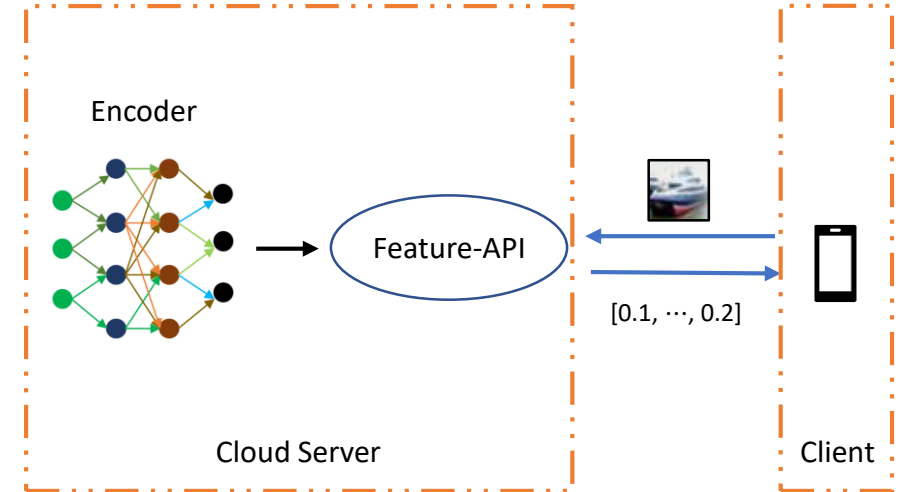 Encoder
Feature-API
[0.1, ⋯, 0.2]
Cloud Server
Client